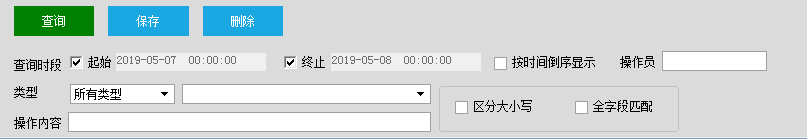 查询 保存 删除
查询时段 起始 2019-05-07 00:00:00 终止 2019-05-08 00:00:00 按时间倒序显示 操作员
类型 所有类型
区分大小写 全字段匹配
操作内容